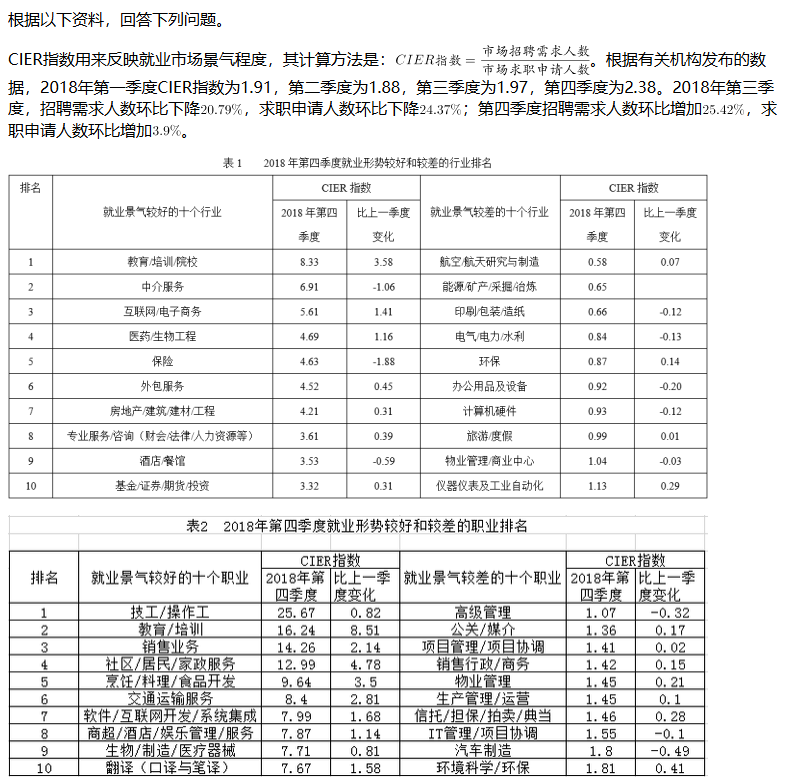 根据以下资料，回答下列问题。
CIER指数用来反映就业市场景气程度，其计算方法是：CIER指数 = 市场招聘需求人数 / 市场求职申请人数。根据有关机构发布的数
据，2018年第一季度CIER指数为1.91，第二季度为1.88，第三季度为1.97，第四季度为2.38。2018年第三季
度，招聘需求人数环比下降20.79%，求职申请人数环比下降24.37%；第四季度招聘需求人数环比增加25.42%，求
职申请人数环比增加3.9%。
表1 2018年第四季度就业形势较好和较差的行业排名
排名 就业景气较好的十个行业 CIER 指数 就业景气较差的十个行业 CIER 指数
2018 年第四季度 比上一季度变化 2018 年第四季度 比上一季度变化
1 教育/培训/院校 8.33 3.58 航空/航天研究与制造 0.58 0.07
2 中介服务 6.91 -1.06 能源/矿产/采掘/冶炼 0.65
3 互联网/电子商务 5.61 1.41 印刷/包装/造纸 0.66 -0.12
4 医药/生物工程 4.69 1.16 电气/电力/水利 0.84 -0.13
5 保险 4.63 -1.88 环保 0.87 0.14
6 外包服务 4.52 0.45 办公用品及设备 0.92 -0.20
7 房地产/建筑/建材/工程 4.21 0.31 计算机硬件 0.93 -0.12
8 专业服务/咨询（财会/法律/人力资源等） 3.61 0.39 旅游/度假 0.99 0.01
9 酒店/餐馆 3.53 -0.59 物业管理/商业中心 1.04 -0.03
10 基金/证券/期货/投资 3.32 0.31 仪器仪表及工业自动化 1.13 0.29
表2 2018年第四季度就业形势较好和较差的职业排名
排名 就业景气较好的十个职业 CIER指数 就业景气较差的十个职业 CIER指数
2018年第四季度 比上一季度变化 2018年第四季度 比上一季度变化
1 技工/操作工 25.67 0.82 高级管理 1.07 -0.32
2 教育/培训 16.24 8.51 公关/媒介 1.36 0.17
3 销售业务 14.26 2.14 项目管理/项目协调 1.41 0.02
4 社区/居民/家政服务 12.99 4.78 销售行政/商务 1.42 0.15
5 烹饪/料理/食品开发 9.64 3.5 物业管理 1.45 0.21
6 交通运输服务 8.4 2.81 生产管理/运营 1.45 0.1
7 软件/互联网开发/系统集成 7.99 1.68 信托/担保/拍卖/典当 1.46 0.28
8 商超/酒店/娱乐管理/服务 7.87 1.14 IT管理/项目协调 1.55 -0.1
9 生物/制造/医疗器械 7.71 0.81 汽车制造 1.8 -0.49
10 翻译（口译与笔译） 7.67 1.58 环境科学/环保 1.81 0.41